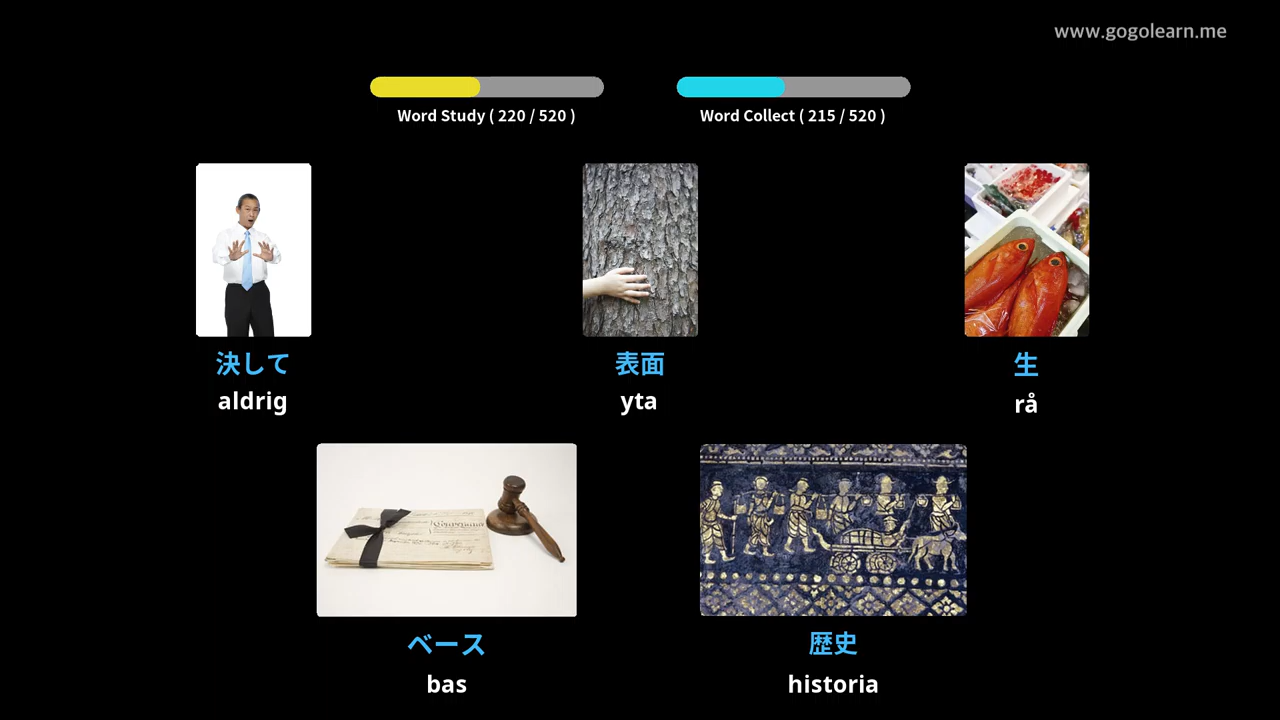 www.gogolearn.me
Word Study ( 220 / 520 )
Word Collect ( 215 / 520 )
決して
aldrig
表面
yta
生
rå
ベース
bas
歴史
historia